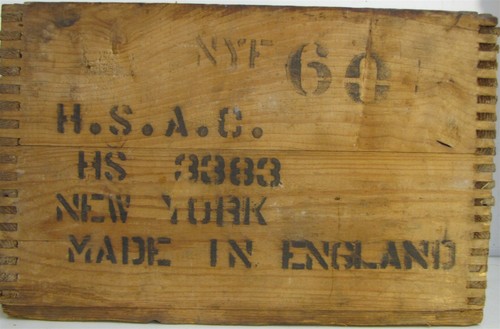 NYF 60
H.S.A.C.
HS 3383
NEW YORK
MADE IN ENGLAND